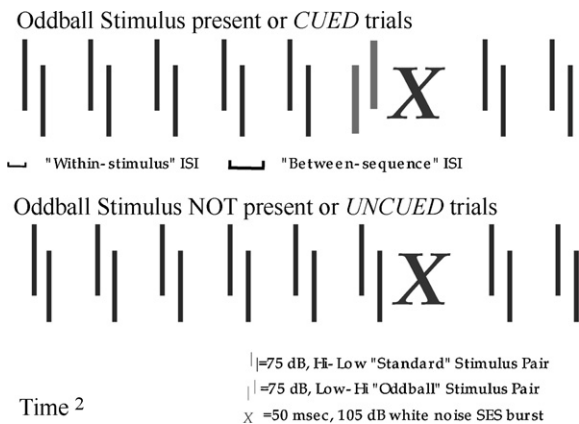 Oddball Stimulus present or CUED trials
X
"Within-stimulus" ISI "Between-sequence" ISI
Oddball Stimulus NOT present or UNCUED trials
X
=75 dB, Hi-Low "Standard" Stimulus Pair
=75 dB, Low-Hi "Oddball" Stimulus Pair
X =50 msec, 105 dB white noise SES burst
Time 2